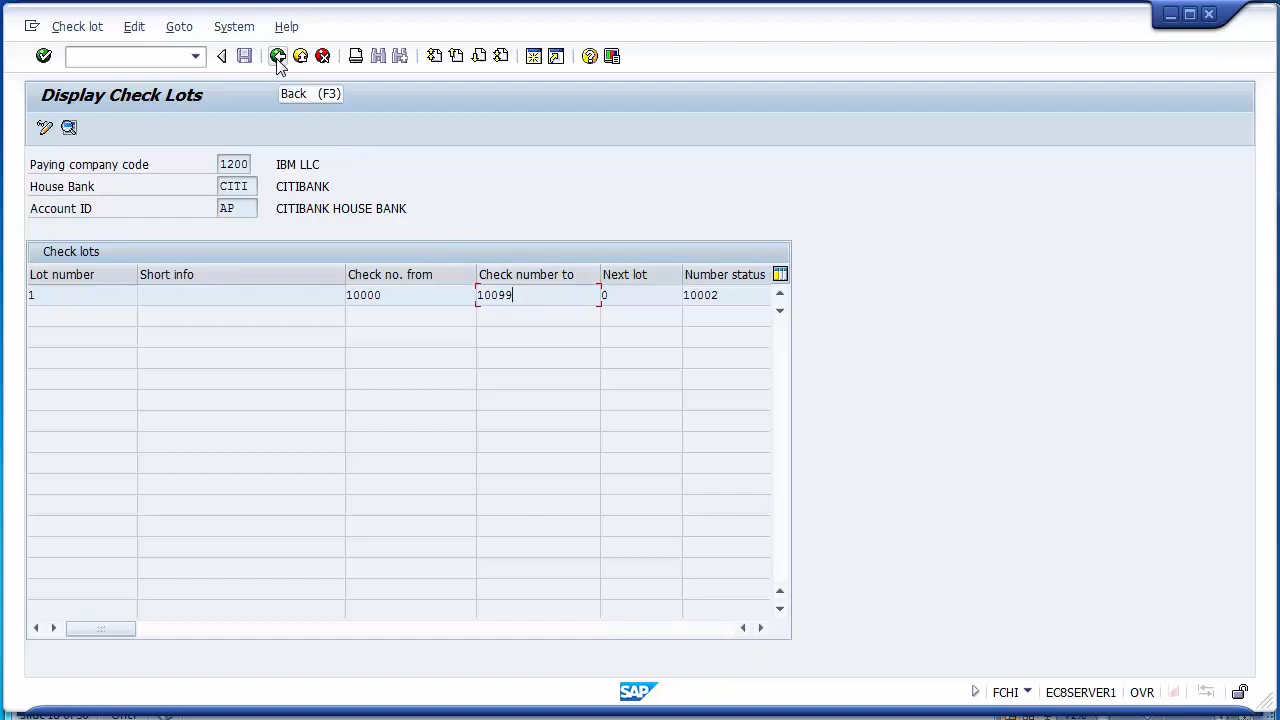 Check lot Edit Goto System Help
Back (F3)
Display Check Lots
Paying company code 1200 IBM LLC
House Bank CITI CITIBANK
Account ID AP CITIBANK HOUSE BANK
Check lots
Lot number Short info Check no. from Check number to Next lot Number status
1 10000 10099 0 10002
SAP FCHI EC8SERVER1 OVR